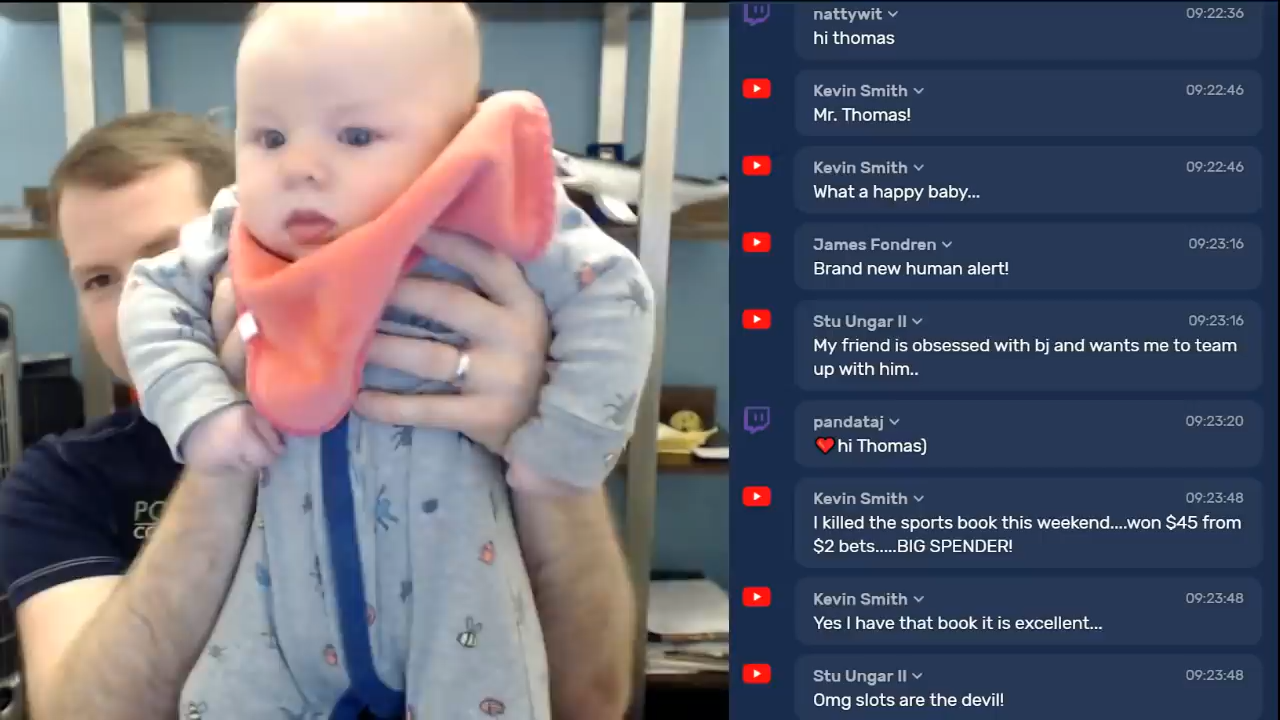 nattywit
09:22:36
hi thomas
Kevin Smith
09:22:46
Mr. Thomas!
Kevin Smith
09:22:46
What a happy baby...
James Fondren
09:23:16
Brand new human alert!
Stu Ungar II
09:23:16
My friend is obsessed with bj and wants me to team
up with him..
pandataj
09:23:20
❤️hi Thomas)
Kevin Smith
09:23:48
I killed the sports book this weekend....won $45 from
$2 bets.....BIG SPENDER!
Kevin Smith
09:23:48
Yes I have that book it is excellent...
Stu Ungar II
09:23:48
Omg slots are the devil!